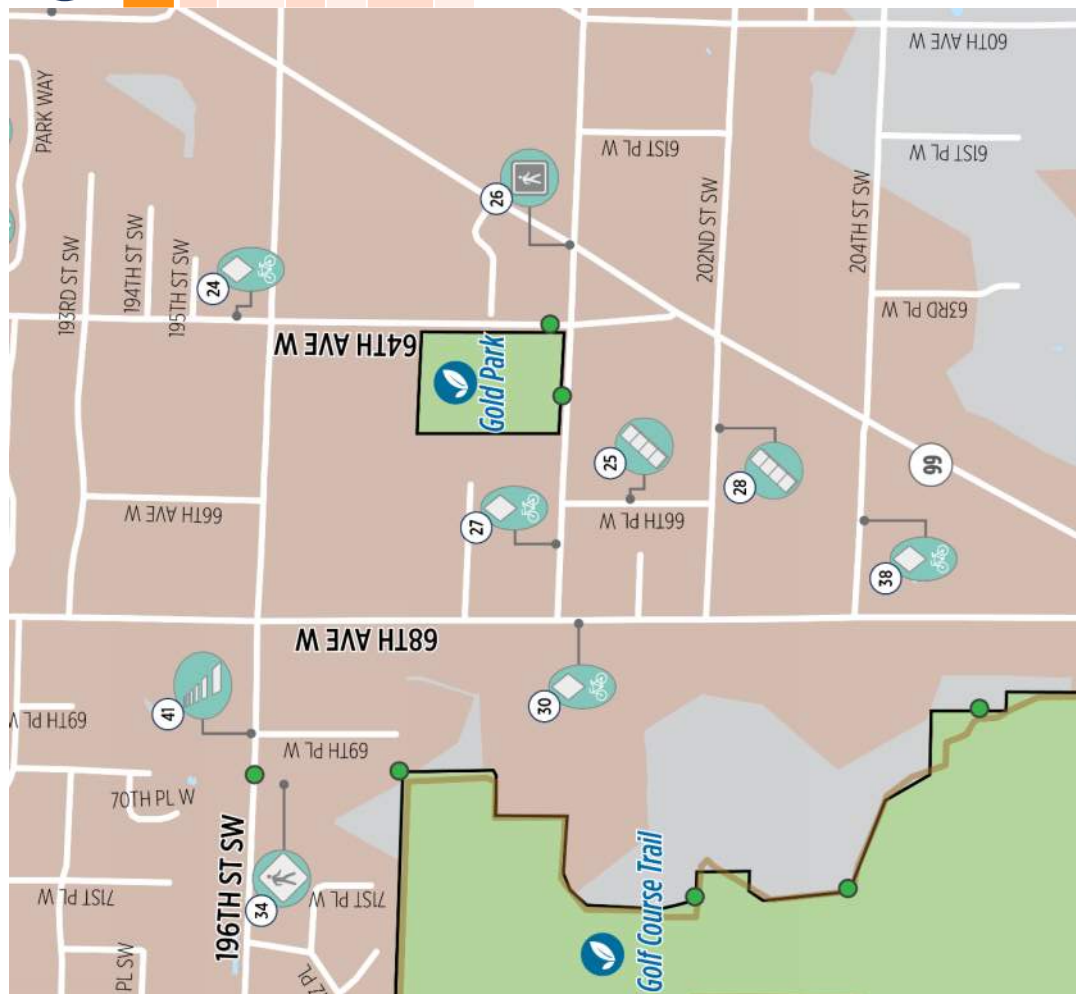 60TH AVE W
PARK WAY
61ST PL W
61ST PL W
26
193RD ST SW
194TH ST SW
195TH ST SW
24
202ND ST SW
204TH ST SW
63RD PL W
64TH AVE W
Gold Park
25
28
99
66TH AVE W
27
66TH PL W
38
68TH AVE W
41
30
69TH PL W
69TH PL W
70TH PL W
196TH ST SW
34
71ST PL W
71ST PL W
Golf Course Trail
PL SW
PL